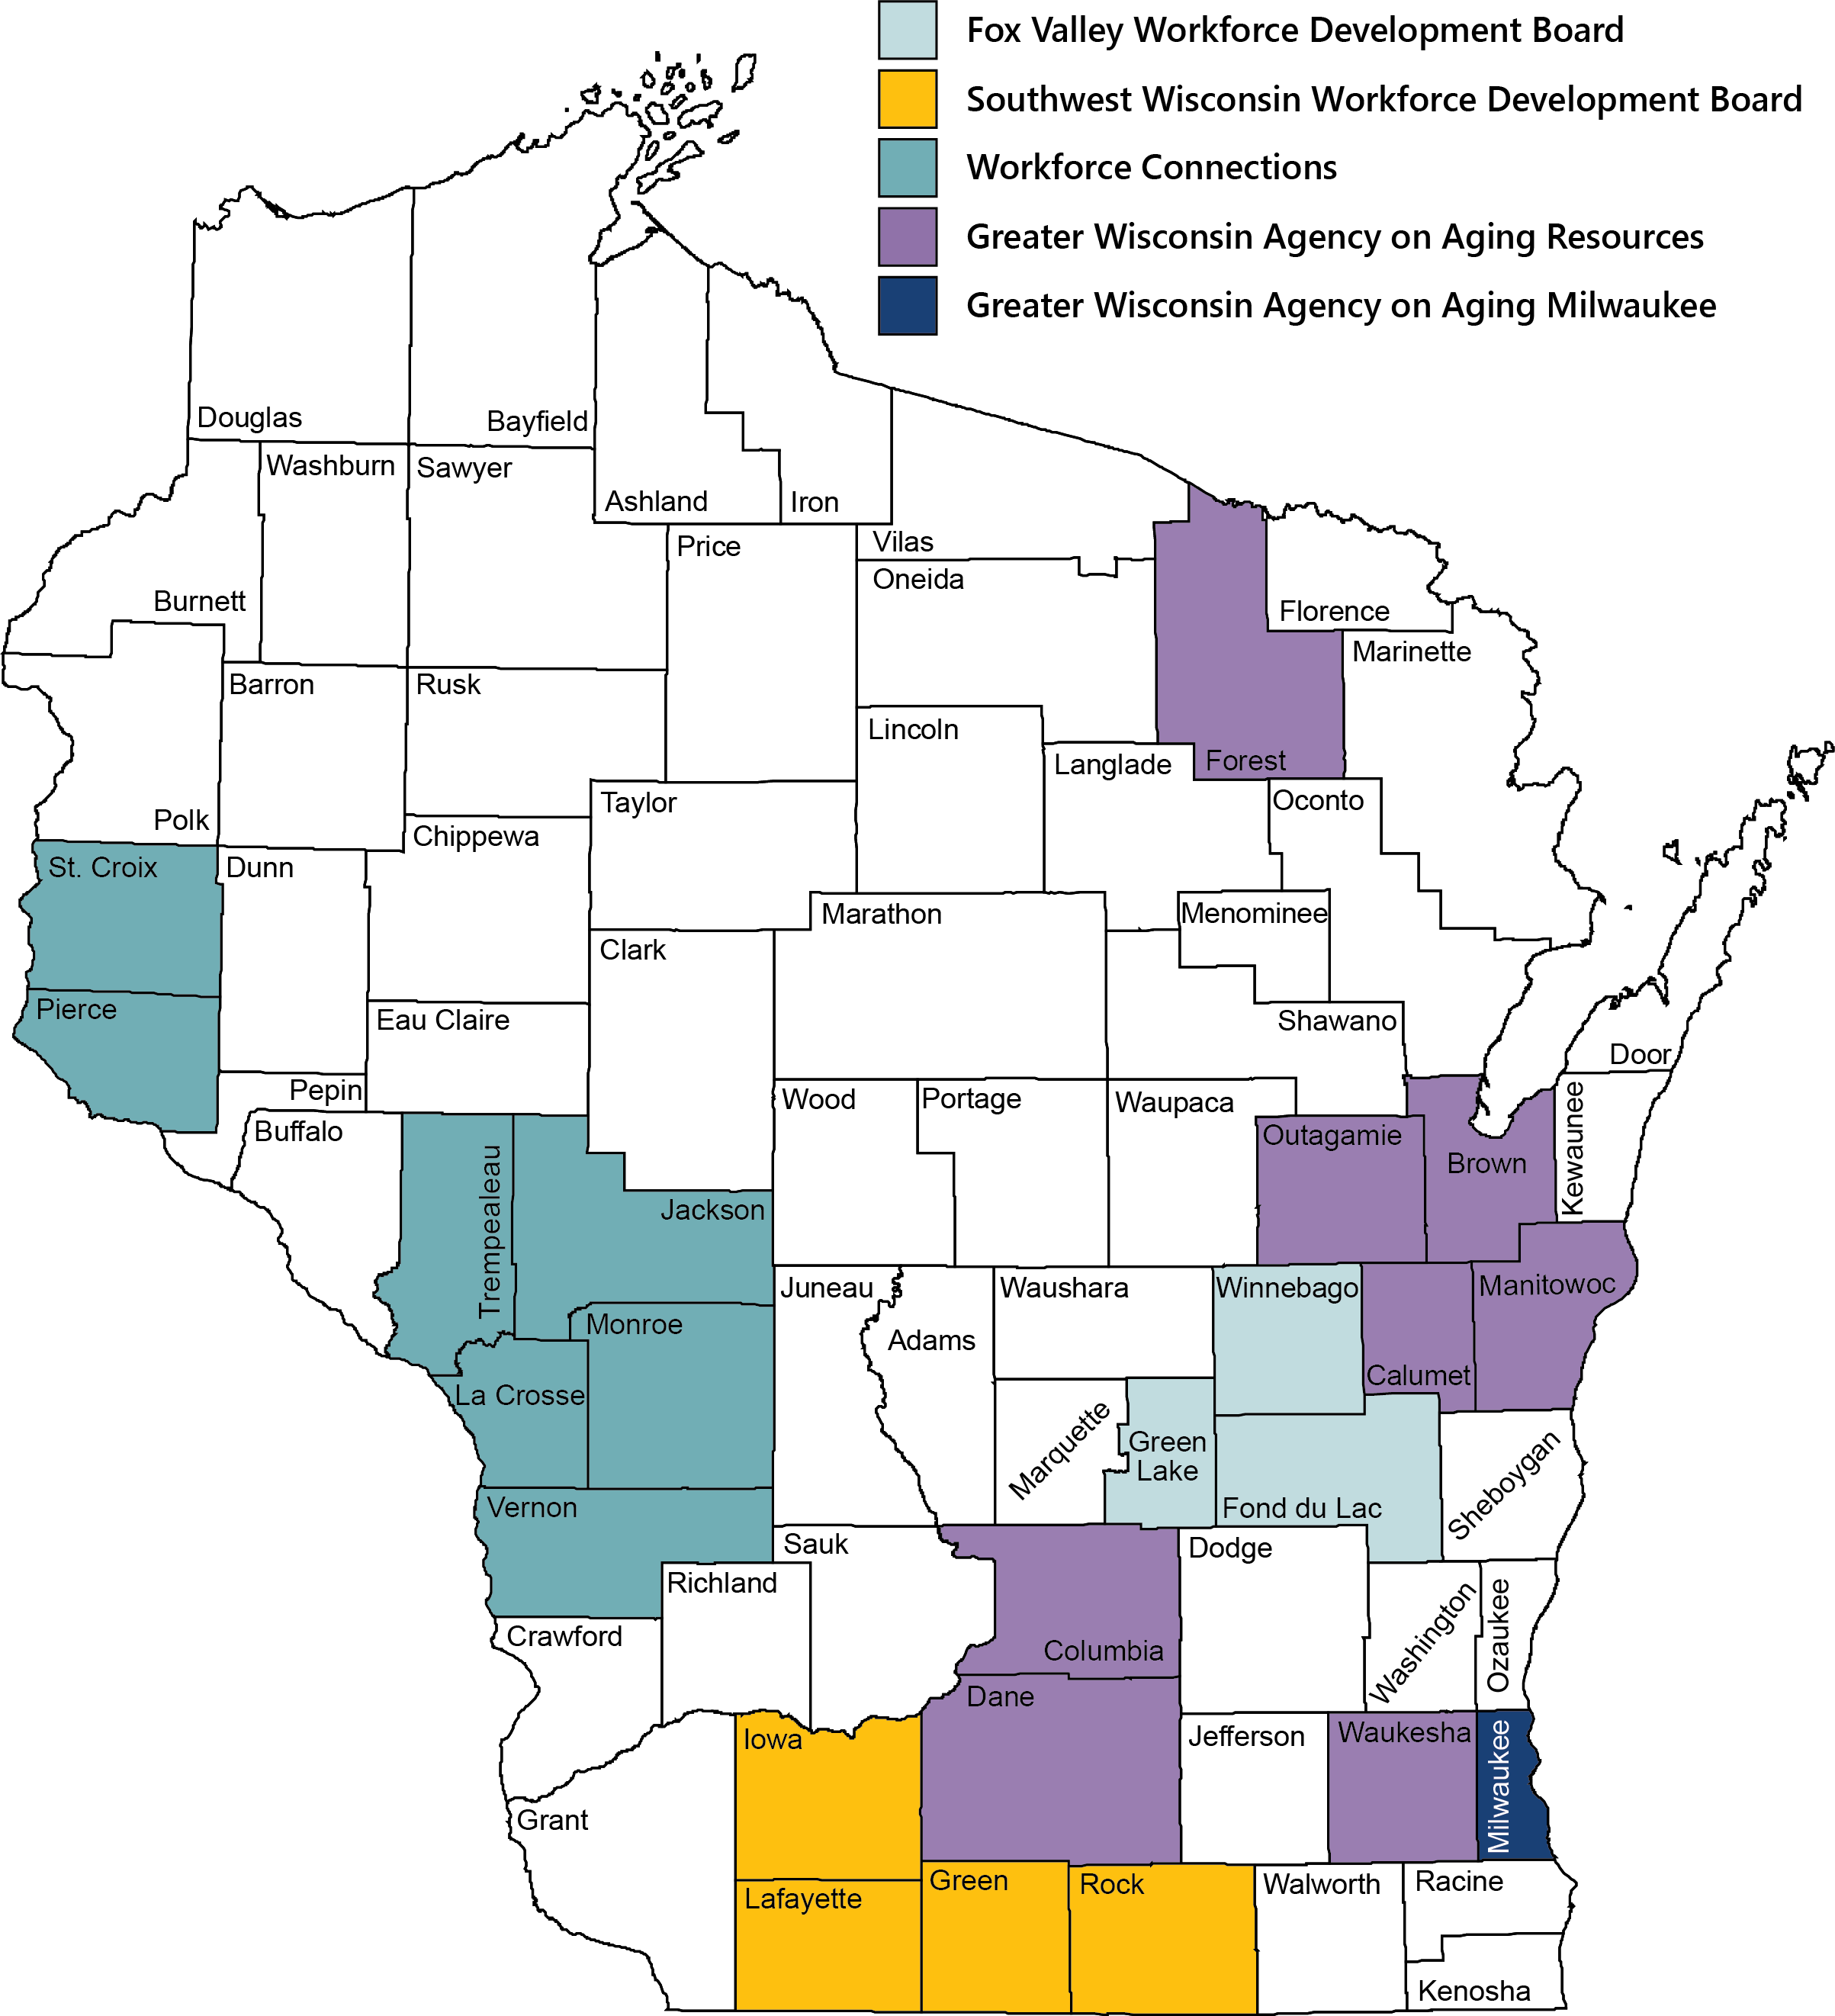 Fox Valley Workforce Development Board
Southwest Wisconsin Workforce Development Board
Workforce Connections
Greater Wisconsin Agency on Aging Resources
Greater Wisconsin Agency on Aging Milwaukee
Douglas
Bayfield
Washburn
Sawyer
Ashland
Iron
Vilas
Price
Oneida
Burnett
Florence
Marinette
Barron
Rusk
Lincoln
Langlade
Forest
Taylor
Oconto
Polk
Chippewa
St. Croix
Dunn
Marathon
Menominee
Clark
Pierce
Eau Claire
Shawano
Door
Pepin
Wood
Portage
Waupaca
Kewaunee
Buffalo
Outagamie
Brown
Trempealeau
Jackson
Juneau
Waushara
Winnebago
Manitowoc
Monroe
Adams
Calumet
La Crosse
Marquette
Green
Lake
Sheboygan
Vernon
Fond du Lac
Sauk
Dodge
Richland
Washington
Ozaukee
Crawford
Columbia
Dane
Iowa
Jefferson
Waukesha
Milwaukee
Grant
Lafayette
Green
Rock
Walworth
Racine
Kenosha